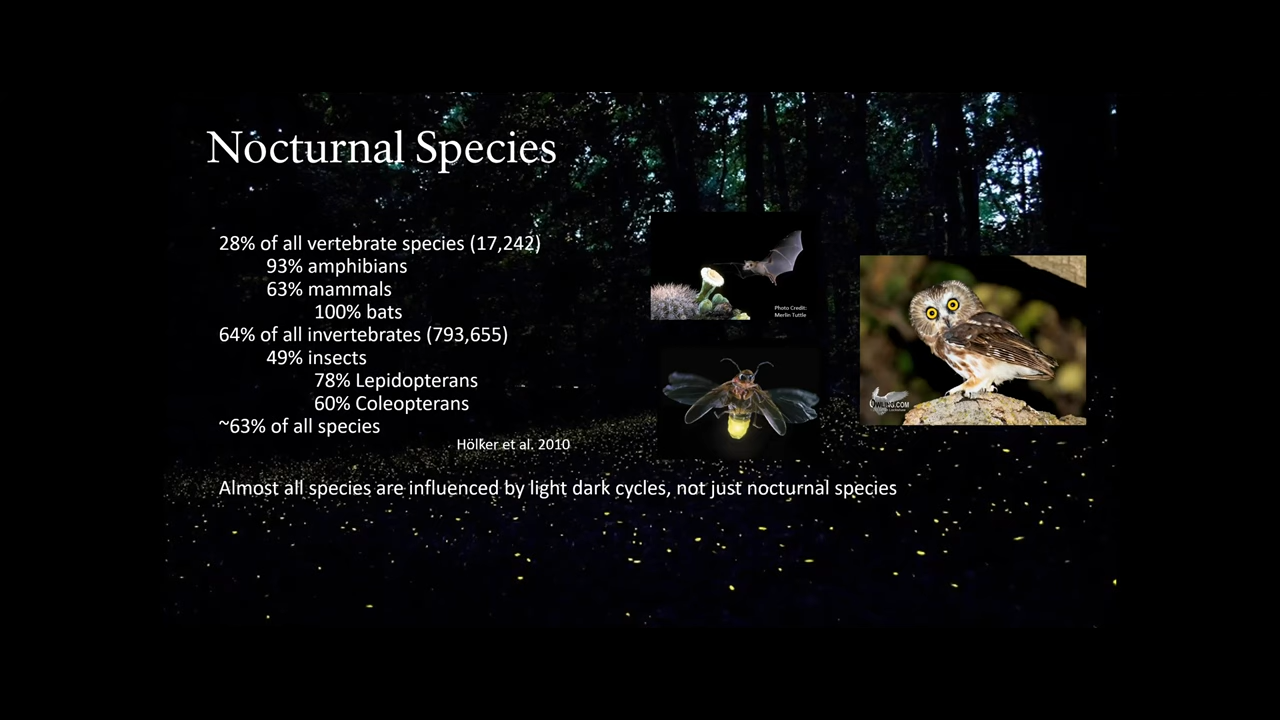 Nocturnal Species
28% of all vertebrate species (17,242)
93% amphibians
63% mammals
100% bats
64% of all invertebrates (793,655)
49% insects
78% Lepidopterans
60% Coleopterans
~63% of all species
Hölker et al. 2010
Almost all species are influenced by light dark cycles, not just nocturnal species
Photo Credit:
Merlin Tuttle
OWLING.COM